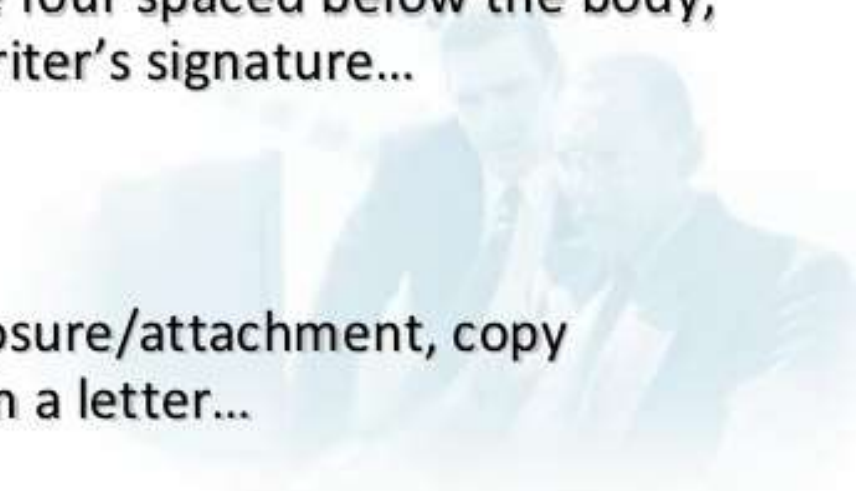 four spaced below the body,
riter's signature...
osure/attachment, copy
n a letter...